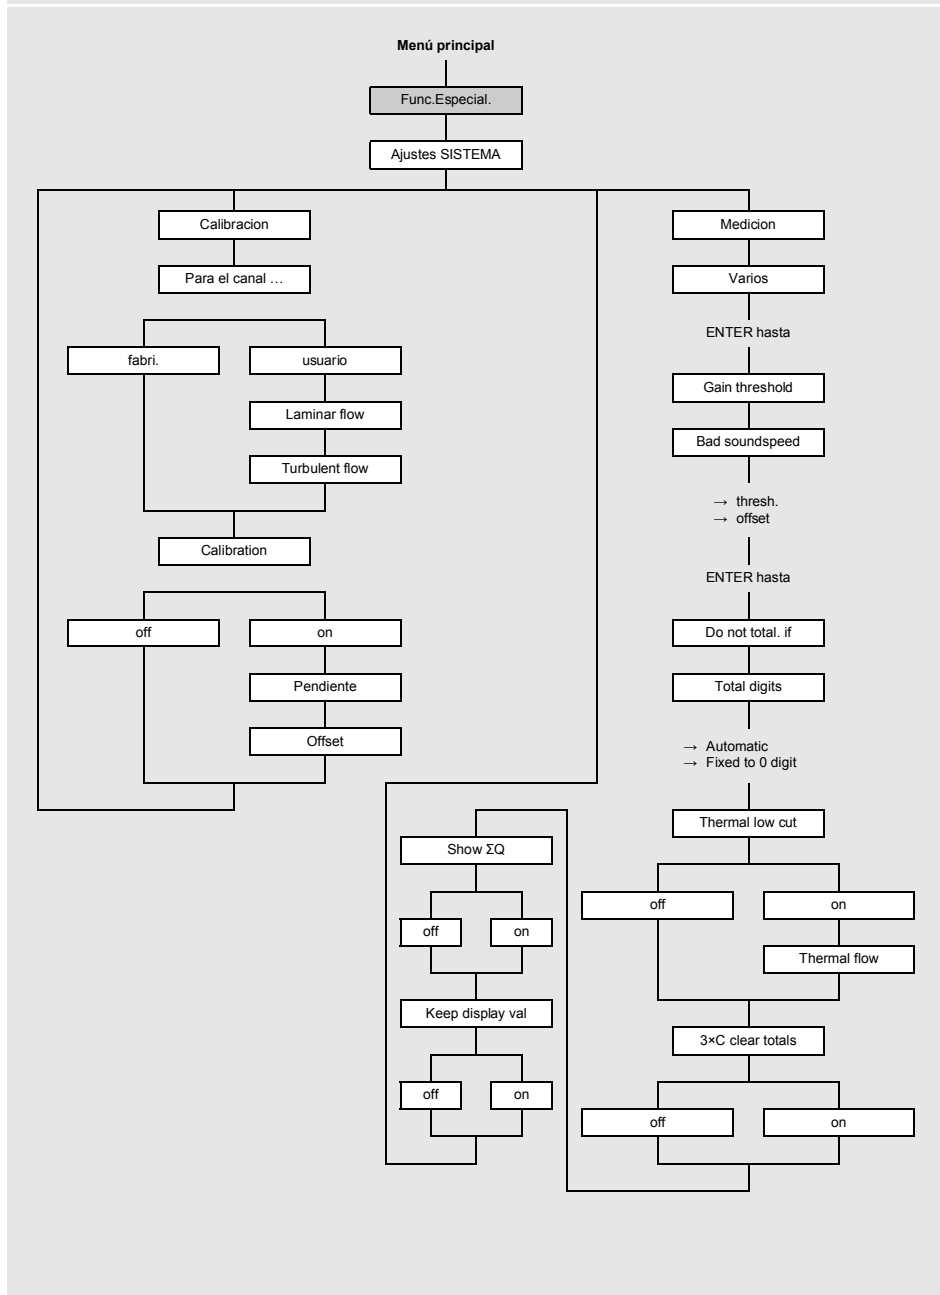 Menú principal
Func.Especial.
Ajustes SISTEMA
Calibracion
Para el canal …
fabri.
usuario
Laminar flow
Turbulent flow
Calibration
off
on
Pendiente
Offset
Medicion
Varios
ENTER hasta
Gain threshold
Bad soundspeed
→ thresh.
→ offset
ENTER hasta
Do not total. if
Total digits
→ Automatic
→ Fixed to 0 digit
Thermal low cut
off
on
Thermal flow
3×C clear totals
off
on
Show ΣQ
off
on
Keep display val
off
on